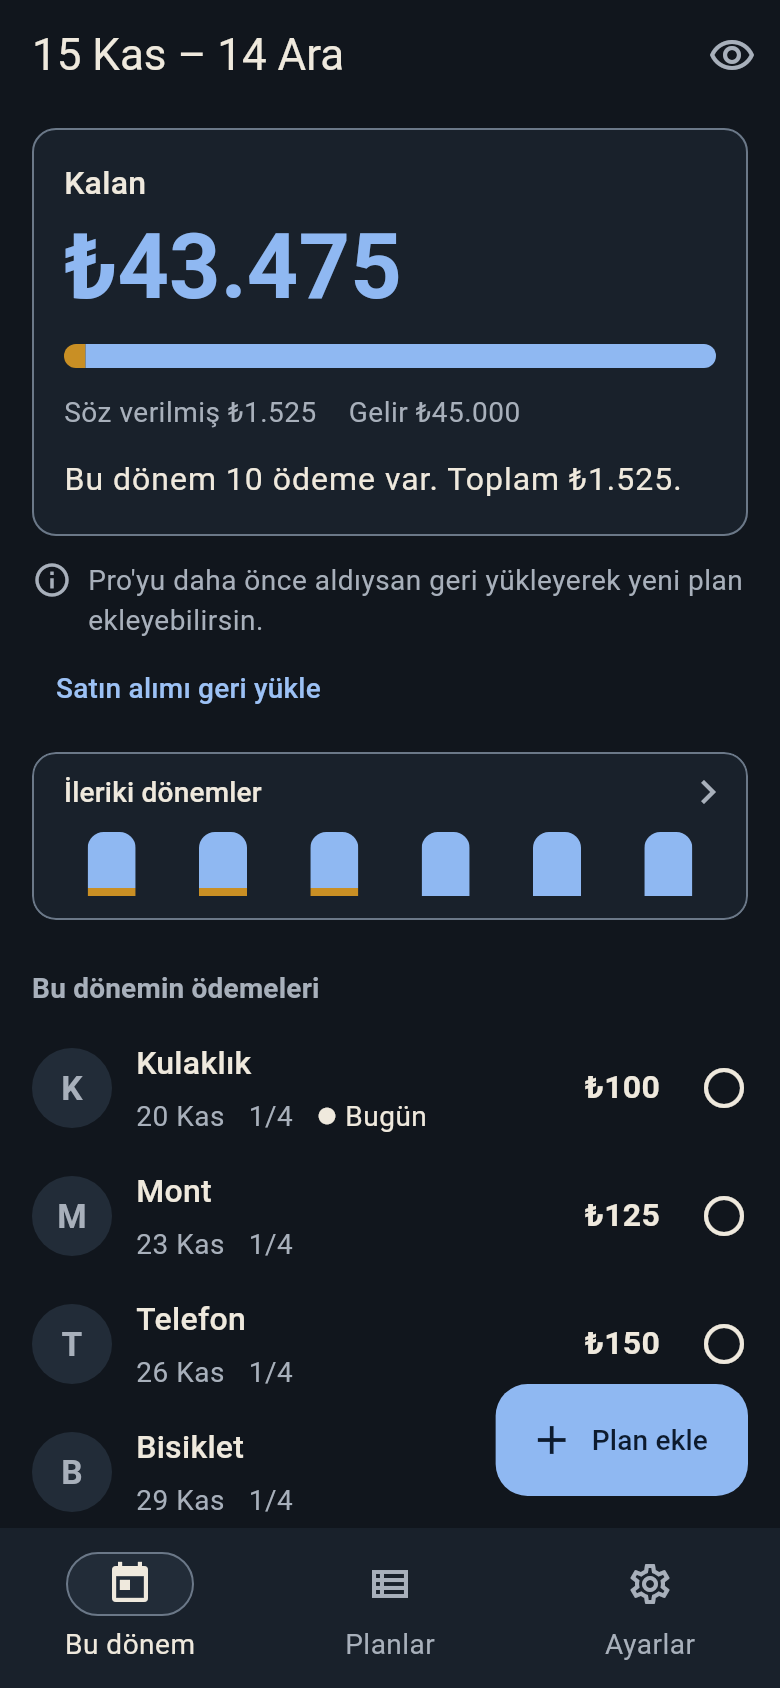 15 Kas – 14 Ara
Kalan
₺43.475
Söz verilmiş ₺1.525 Gelir ₺45.000
Bu dönem 10 ödeme var. Toplam ₺1.525.
Pro'yu daha önce aldıysan geri yükleyerek yeni plan
ekleyebilirsin.
Satın alımı geri yükle
İleriki dönemler
Bu dönemin ödemeleri
K
Kulaklık
₺100
20 Kas 1/4 Bugün
M
Mont
₺125
23 Kas 1/4
T
Telefon
₺150
26 Kas 1/4
B
Bisiklet
29 Kas 1/4
Plan ekle
Bu dönem
Planlar
Ayarlar